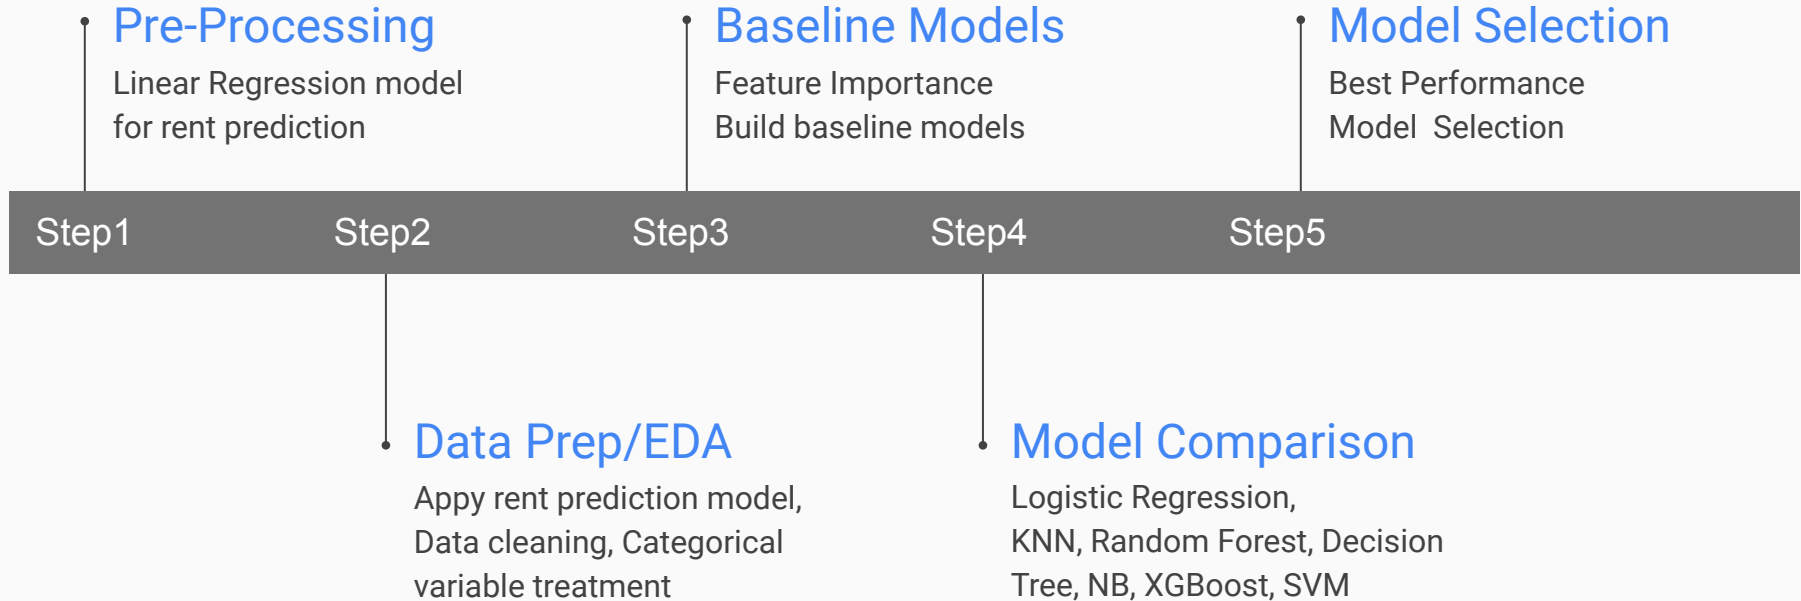 Pre-Processing
Linear Regression model
for rent prediction
Baseline Models
Feature Importance
Build baseline models
Model Selection
Best Performance
Model  Selection
Step1
Step2
Step3
Step4
Step5
Data Prep/EDA
Appy rent prediction model,
Data cleaning, Categorical
variable treatment
Model Comparison
Logistic Regression,
KNN, Random Forest, Decision
Tree, NB, XGBoost, SVM